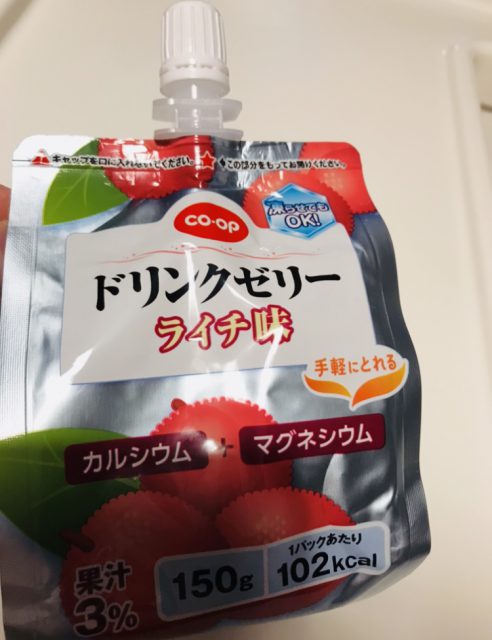 キャップを口に入れないでください。
この部分をもってお開けください。
CO·OP
凍らせても
OK!
ドリンクゼリー
ライチ味
手軽にとれる
カルシウム + マグネシウム
果汁
3%
150g
1パックあたり
102kcal